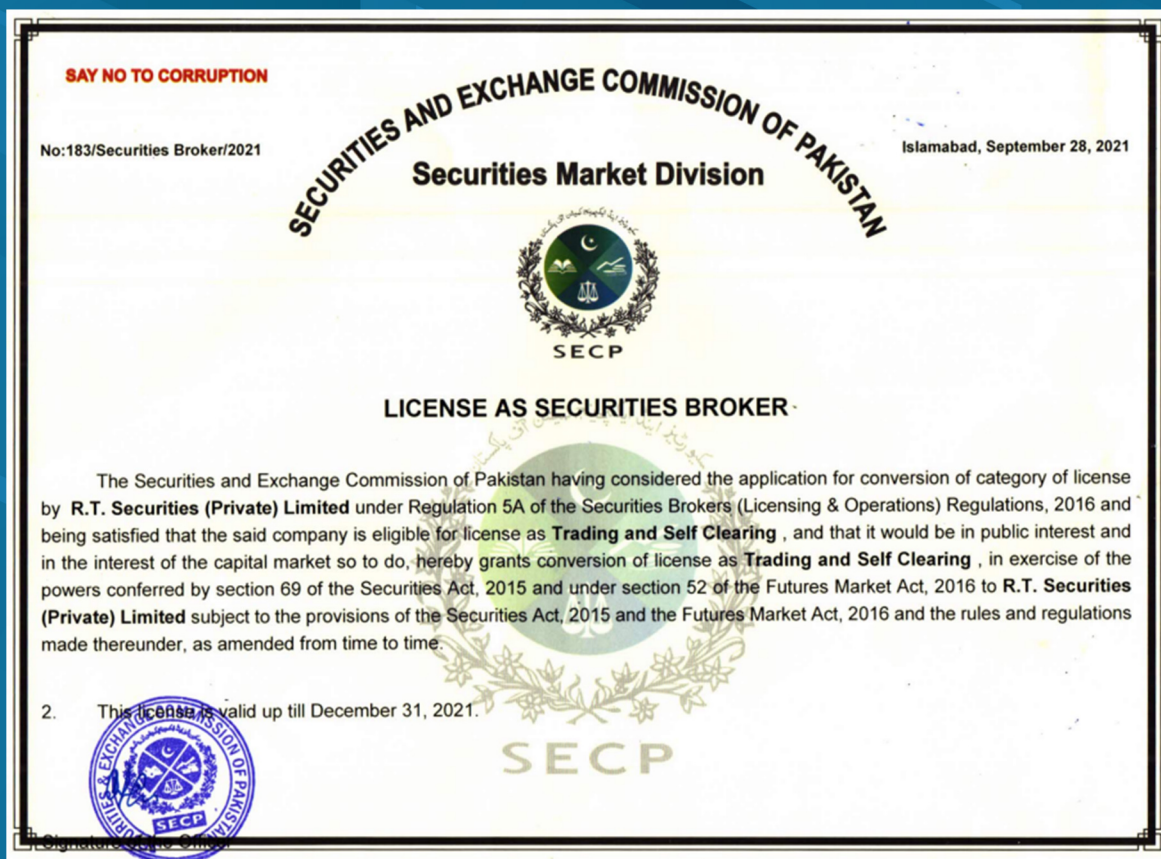 SAY NO TO CORRUPTION
SECURITIES AND EXCHANGE COMMISSION OF PAKISTAN
No:183/Securities Broker/2021
Islamabad, September 28, 2021
Securities Market Division
SECP
LICENSE AS SECURITIES BROKER
The Securities and Exchange Commission of Pakistan having considered the application for conversion of category of license
by R.T. Securities (Private) Limited under Regulation 5A of the Securities Brokers (Licensing & Operations) Regulations, 2016 and
being satisfied that the said company is eligible for license as Trading and Self Clearing , and that it would be in public interest and
in the interest of the capital market so to do, hereby grants conversion of license as Trading and Self Clearing , in exercise of the
powers conferred by section 69 of the Securities Act, 2015 and under section 52 of the Futures Market Act, 2016 to R.T. Securities
(Private) Limited subject to the provisions of the Securities Act, 2015 and the Futures Market Act, 2016 and the rules and regulations
made thereunder, as amended from time to time.
2. This license is valid up till December 31, 2021.
SECP
SECURITIES & EXCHANGE COMMISSION OF PAKISTAN
SECP
Signature of the Officer